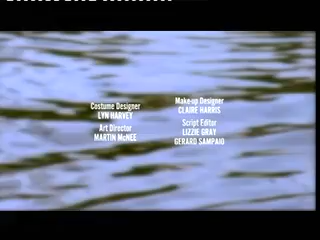 Costume Designer
LYN HARVEY
Art Director
MARTIN McNEE
Make-up Designer
CLAIRE HARRIS
Script Editor
LIZZIE GRAY
GERARD SAMPAIO